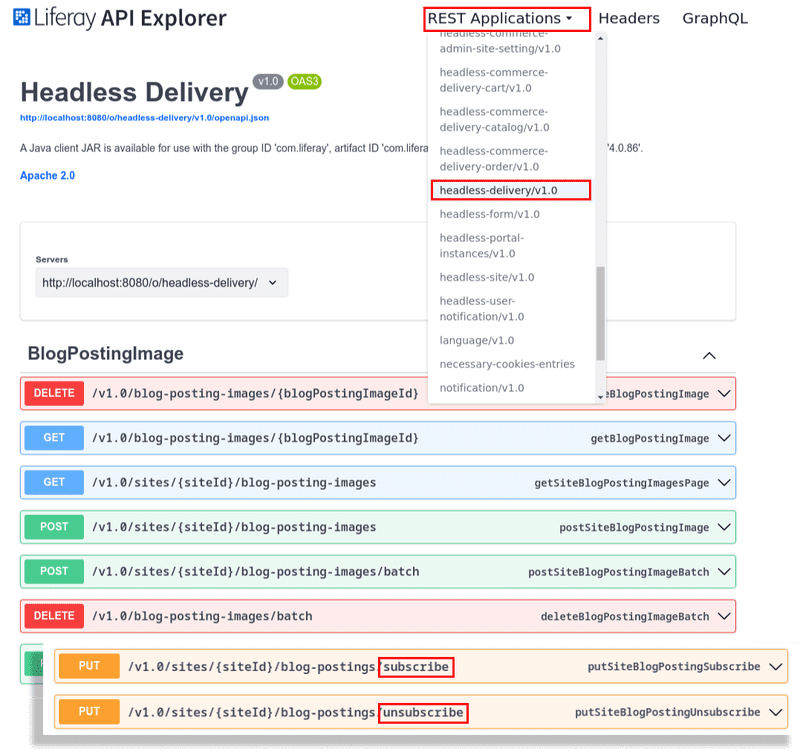 Liferay API Explorer
REST Applications
Headers
GraphQL
headless-commerce-
admin-site-setting/v1.0
headless-commerce-
delivery-cart/v1.0
headless-commerce-
delivery-catalog/v1.0
headless-commerce-
delivery-order/v1.0
headless-delivery/v1.0
headless-form/v1.0
headless-portal-
instances/v1.0
headless-site/v1.0
headless-user-
notification/v1.0
language/v1.0
necessary-cookies-entries
notification/v1.0
Headless Delivery v1.0 OAS3
http://localhost:8080/o/headless-delivery/v1.0/openapi.json
A Java client JAR is available for use with the group ID 'com.liferay', artifact ID 'com.lifera '4.0.86'.
Apache 2.0
Servers
http://localhost:8080/o/headless-delivery/
BlogPostingImage
DELETE /v1.0/blog-posting-images/{blogPostingImageId} eBlogPostingImage
GET /v1.0/blog-posting-images/{blogPostingImageId} getBlogPostingImage
GET /v1.0/sites/{siteId}/blog-posting-images getSiteBlogPostingImagesPage
POST /v1.0/sites/{siteId}/blog-posting-images postSiteBlogPostingImage
POST /v1.0/sites/{siteId}/blog-posting-images/batch postSiteBlogPostingImageBatch
DELETE /v1.0/blog-posting-images/batch deleteBlogPostingImageBatch
PUT /v1.0/sites/{siteId}/blog-postings/subscribe putSiteBlogPostingSubscribe
PUT /v1.0/sites/{siteId}/blog-postings/unsubscribe putSiteBlogPostingUnsubscribe